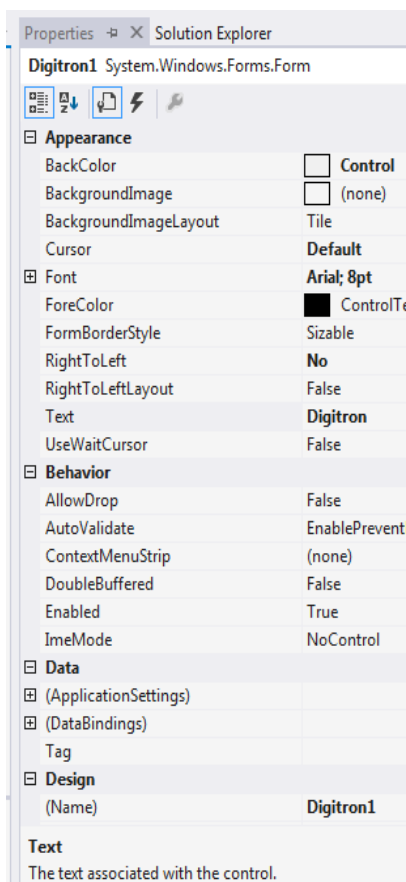 Properties Solution Explorer
Digitron1 System.Windows.Forms.Form
Appearance
BackColor Control
BackgroundImage (none)
BackgroundImageLayout Tile
Cursor Default
Font Arial; 8pt
ForeColor ControlTe
FormBorderStyle Sizable
RightToLeft No
RightToLeftLayout False
Text Digitron
UseWaitCursor False
Behavior
AllowDrop False
AutoValidate EnablePrevent
ContextMenuStrip (none)
DoubleBuffered False
Enabled True
ImeMode NoControl
Data
(ApplicationSettings)
(DataBindings)
Tag
Design
(Name) Digitron1
Text
The text associated with the control.